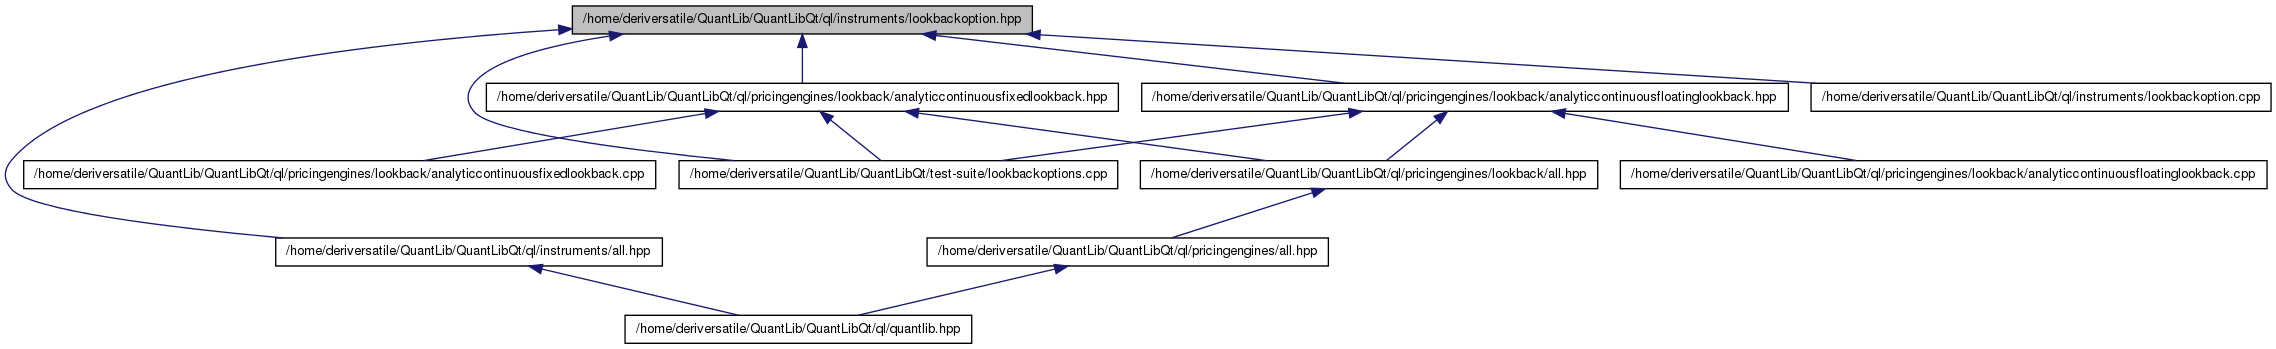 /home/deriversatile/QuantLib/QuantLibQt/ql/instruments/lookbackoption.hpp
/home/deriversatile/QuantLib/QuantLibQt/ql/pricingengines/lookback/analyticcontinuousfixedlookback.hpp
/home/deriversatile/QuantLib/QuantLibQt/ql/pricingengines/lookback/analyticcontinuousfloatinglookback.hpp
/home/deriversatile/QuantLib/QuantLibQt/ql/instruments/lookbackoption.cpp
/home/deriversatile/QuantLib/QuantLibQt/ql/pricingengines/lookback/analyticcontinuousfixedlookback.cpp
/home/deriversatile/QuantLib/QuantLibQt/test-suite/lookbackoptions.cpp
/home/deriversatile/QuantLib/QuantLibQt/ql/pricingengines/lookback/all.hpp
/home/deriversatile/QuantLib/QuantLibQt/ql/pricingengines/lookback/analyticcontinuousfloatinglookback.cpp
/home/deriversatile/QuantLib/QuantLibQt/ql/instruments/all.hpp
/home/deriversatile/QuantLib/QuantLibQt/ql/pricingengines/all.hpp
/home/deriversatile/QuantLib/QuantLibQt/ql/quantlib.hpp